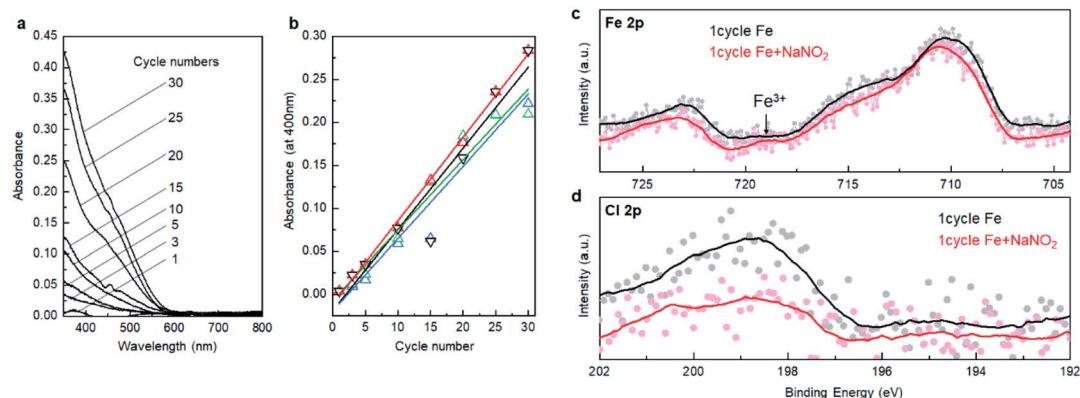 a
0.45
0.40
0.35
0.30
0.25
0.20
0.15
0.10
0.05
0.00
Absorbance
Cycle numbers
30
25
20
15
10
5
3
1
400
500
600
700
800
Wavelength (nm)
b
0.30
0.25
0.20
0.15
0.10
0.05
0.00
Absorbance (at 400nm)
0
5
10
15
20
25
30
Cycle number
c
Fe 2p
1cycle Fe
1cycle Fe+NaNO₂
Fe³⁺
Intensity (a.u.)
725
720
715
710
705
d
Cl 2p
1cycle Fe
1cycle Fe+NaNO₂
Intensity (a.u.)
202
200
198
196
194
192
Binding Energy (eV)